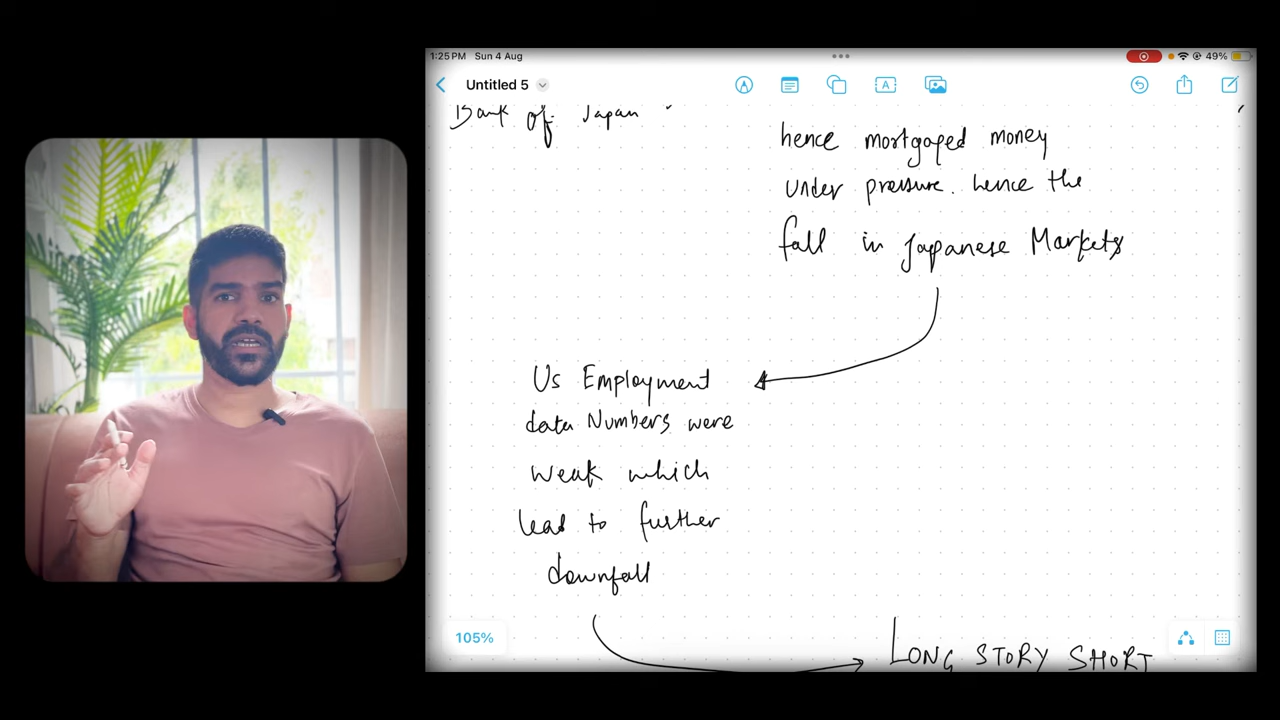 1:25 PM Sun 4 Aug
49%
Untitled 5
A
Bank of Japan
hence mortgaged money
under pressure. hence the
fall in Japanese Markets
Us Employment
data Numbers were
weak which
lead to further
downfall
105%
LONG STORY SHORT